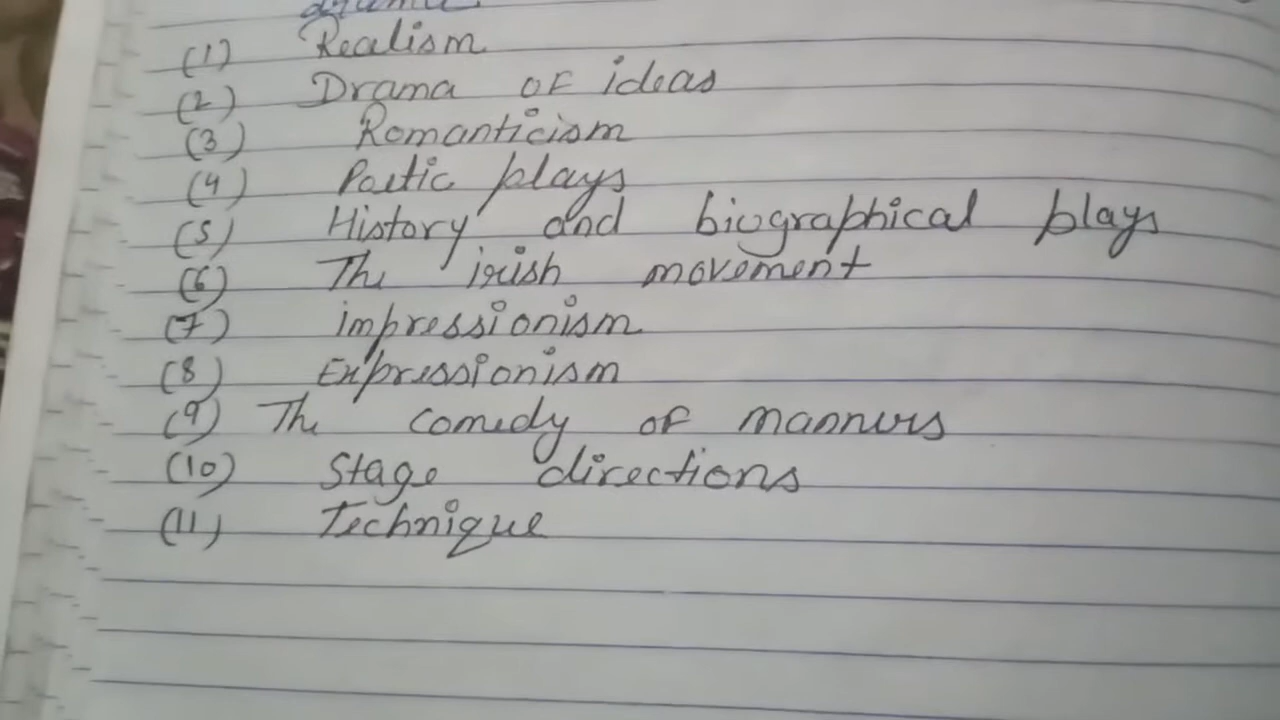 drama
(1) Realism
(2) Drama of ideas
(3) Romanticism
(4) Poetic plays
(5) History and biographical plays
(6) The irish movement
(7) impressionism
(8) Expressionism
(9) The comedy of manners
(10) Stage directions
(11) Technique